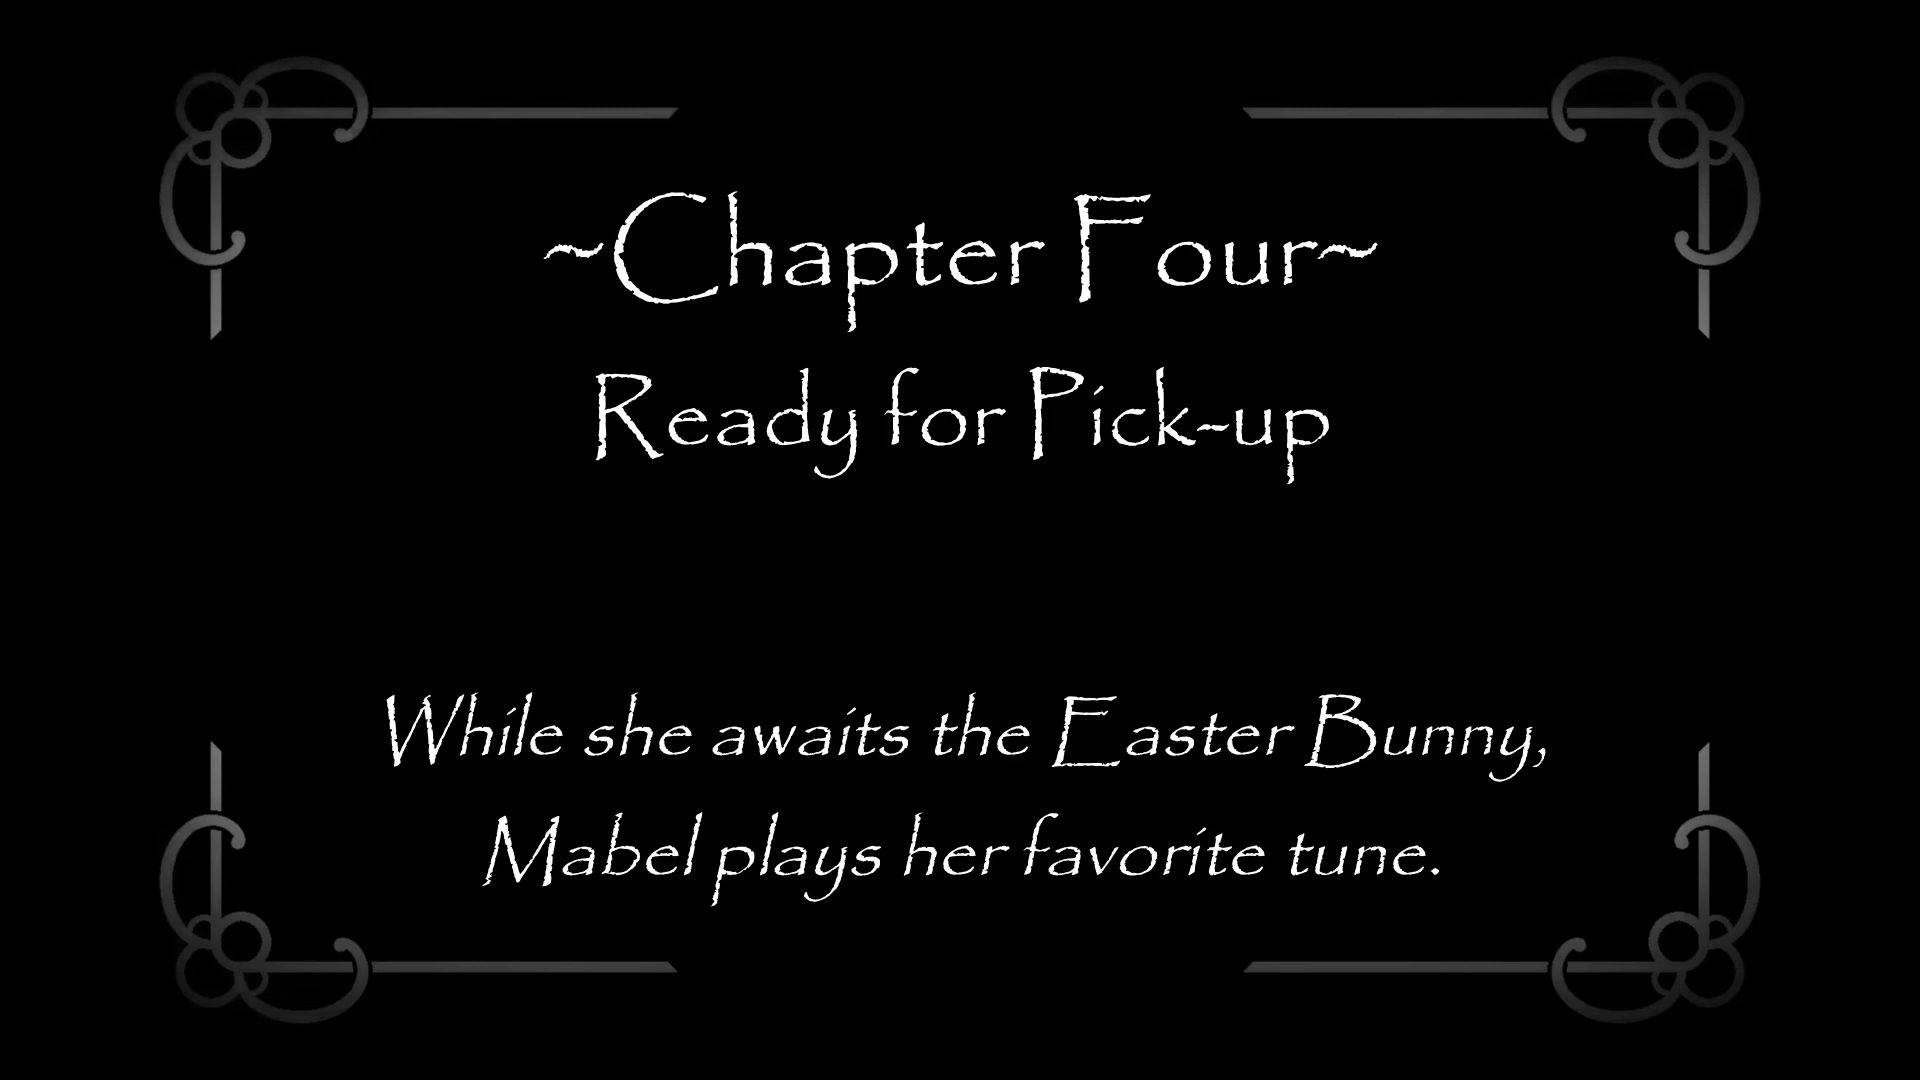 ~Chapter Four~
Ready for Pick-up
While she awaits the Easter Bunny,
Mabel plays her favorite tune.